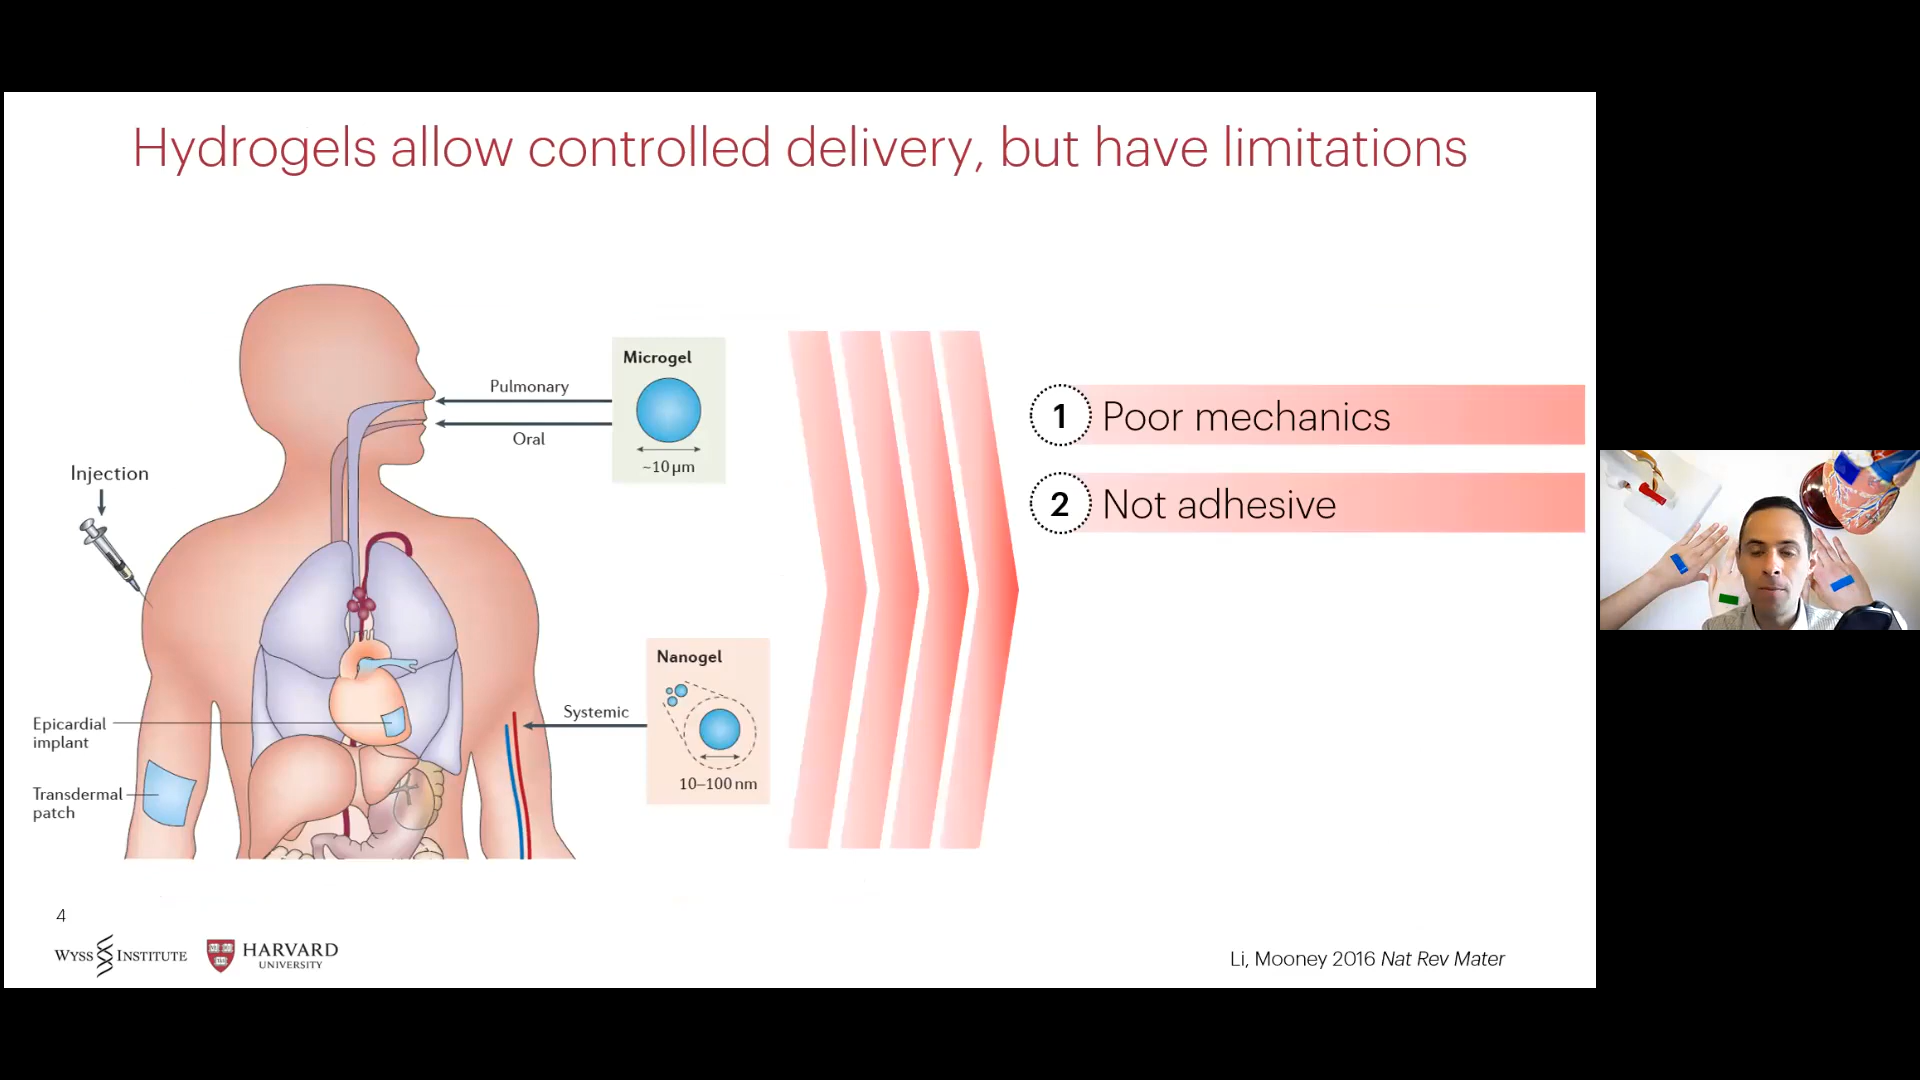 Hydrogels allow controlled delivery, but have limitations
Injection
Pulmonary
Oral
Microgel
~10 µm
1 Poor mechanics
2 Not adhesive
Epicardial
implant
Transdermal
patch
Systemic
Nanogel
10–100 nm
4
WYSS INSTITUTE
HARVARD
UNIVERSITY
Li, Mooney 2016 Nat Rev Mater